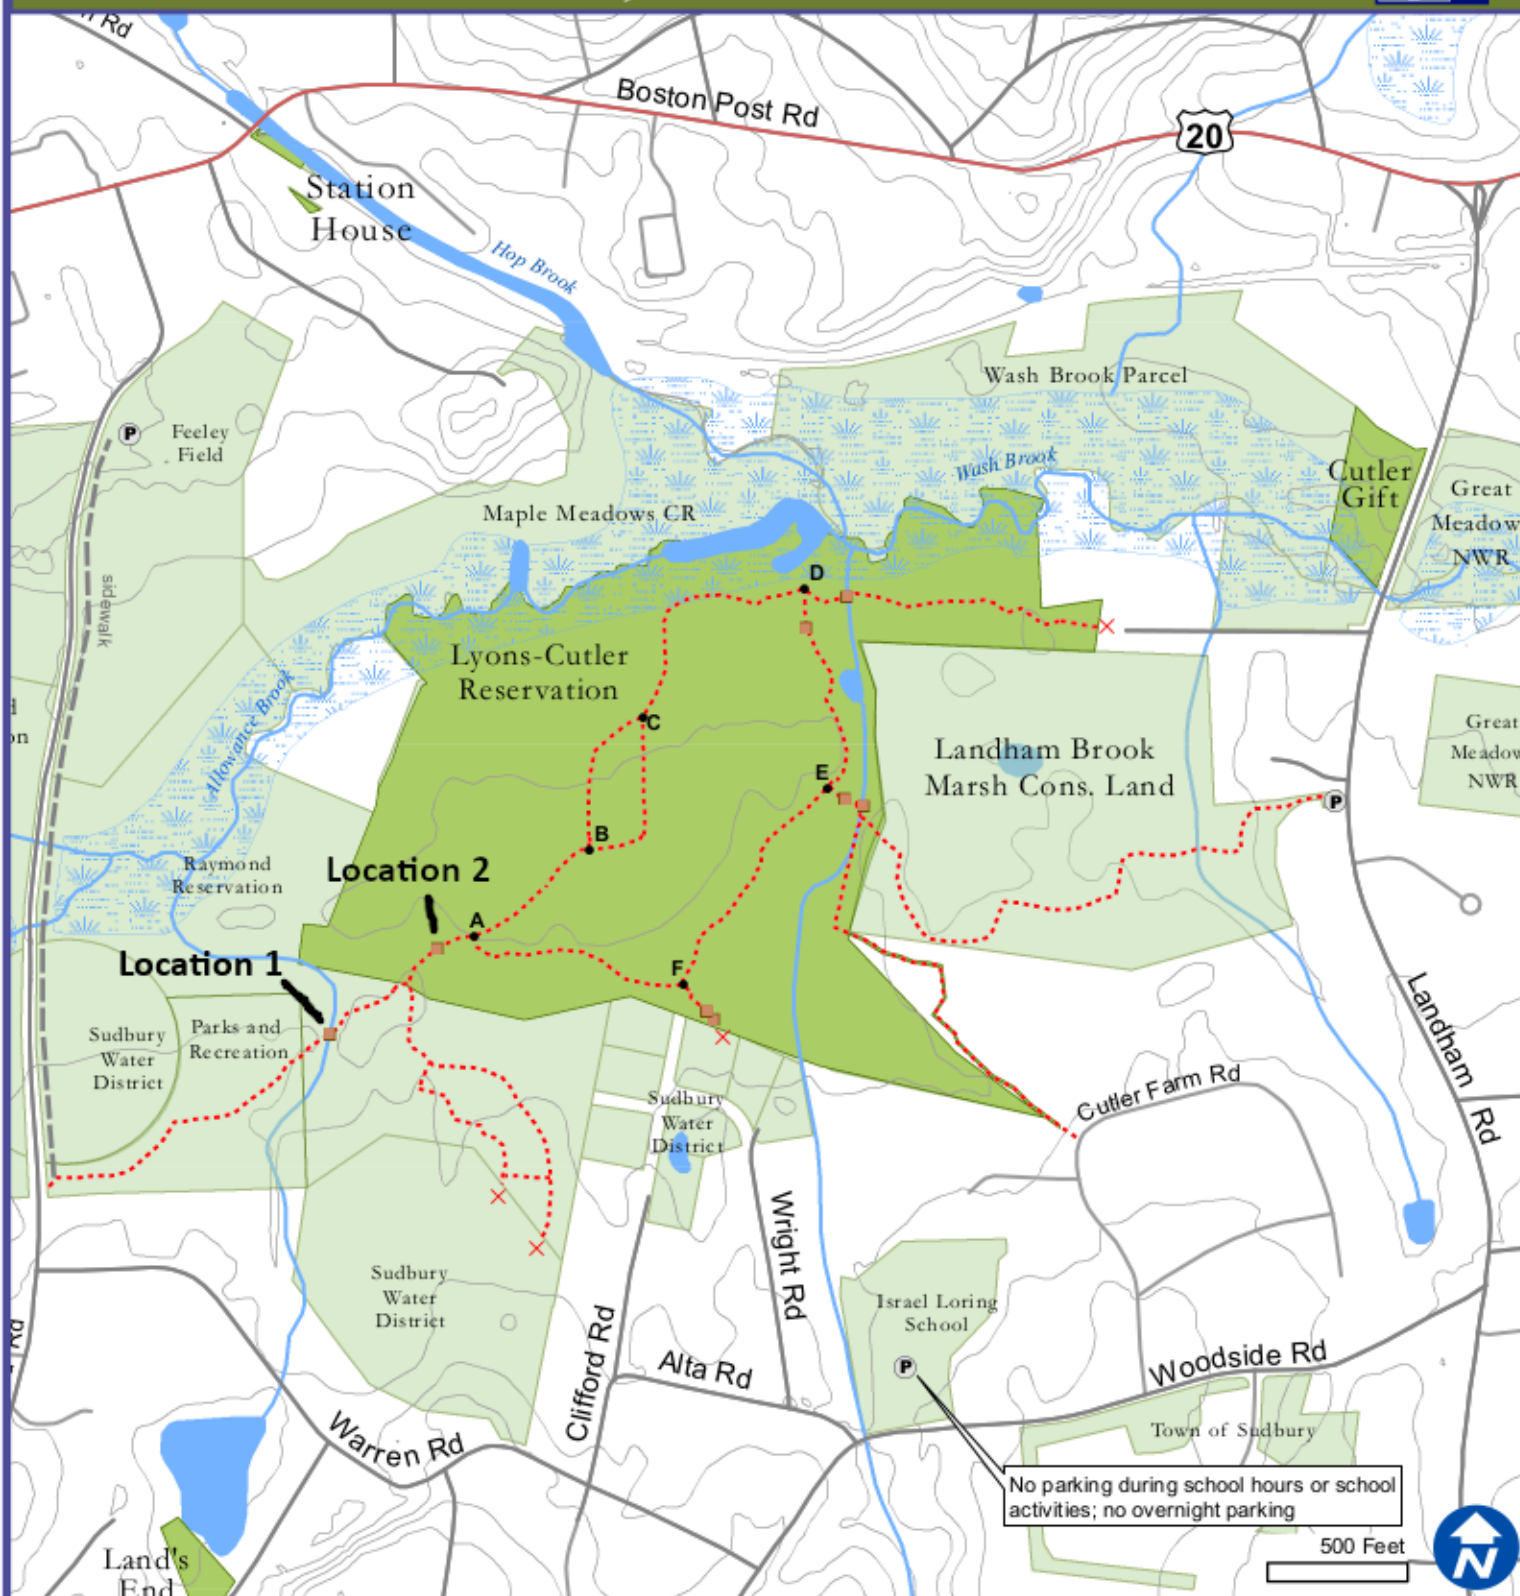 Rd
Boston Post Rd
20
Station
House
Hop Brook
Wash Brook Parcel
Feeley
Field
P
Wash Brook
Cutler
Gift
Great
Meadow
NWR
Maple Meadows CR
sidewalk
D
Lyons-Cutler
Reservation
Allowance Brook
C
Great
Meadow
NWR
Landham Brook
Marsh Cons. Land
E
P
B
Raymond
Reservation
Location 2
A
Location 1
F
Sudbury
Water
District
Parks and
Recreation
Landham Rd
Cutler Farm Rd
Sudbury
Water
District
Wright Rd
Sudbury
Water
District
Israel Loring
School
P
Clifford Rd
Alta Rd
Woodside Rd
Rd
Warren Rd
Town of Sudbury
No parking during school hours or school
activities; no overnight parking
500 Feet
N
Land's
End